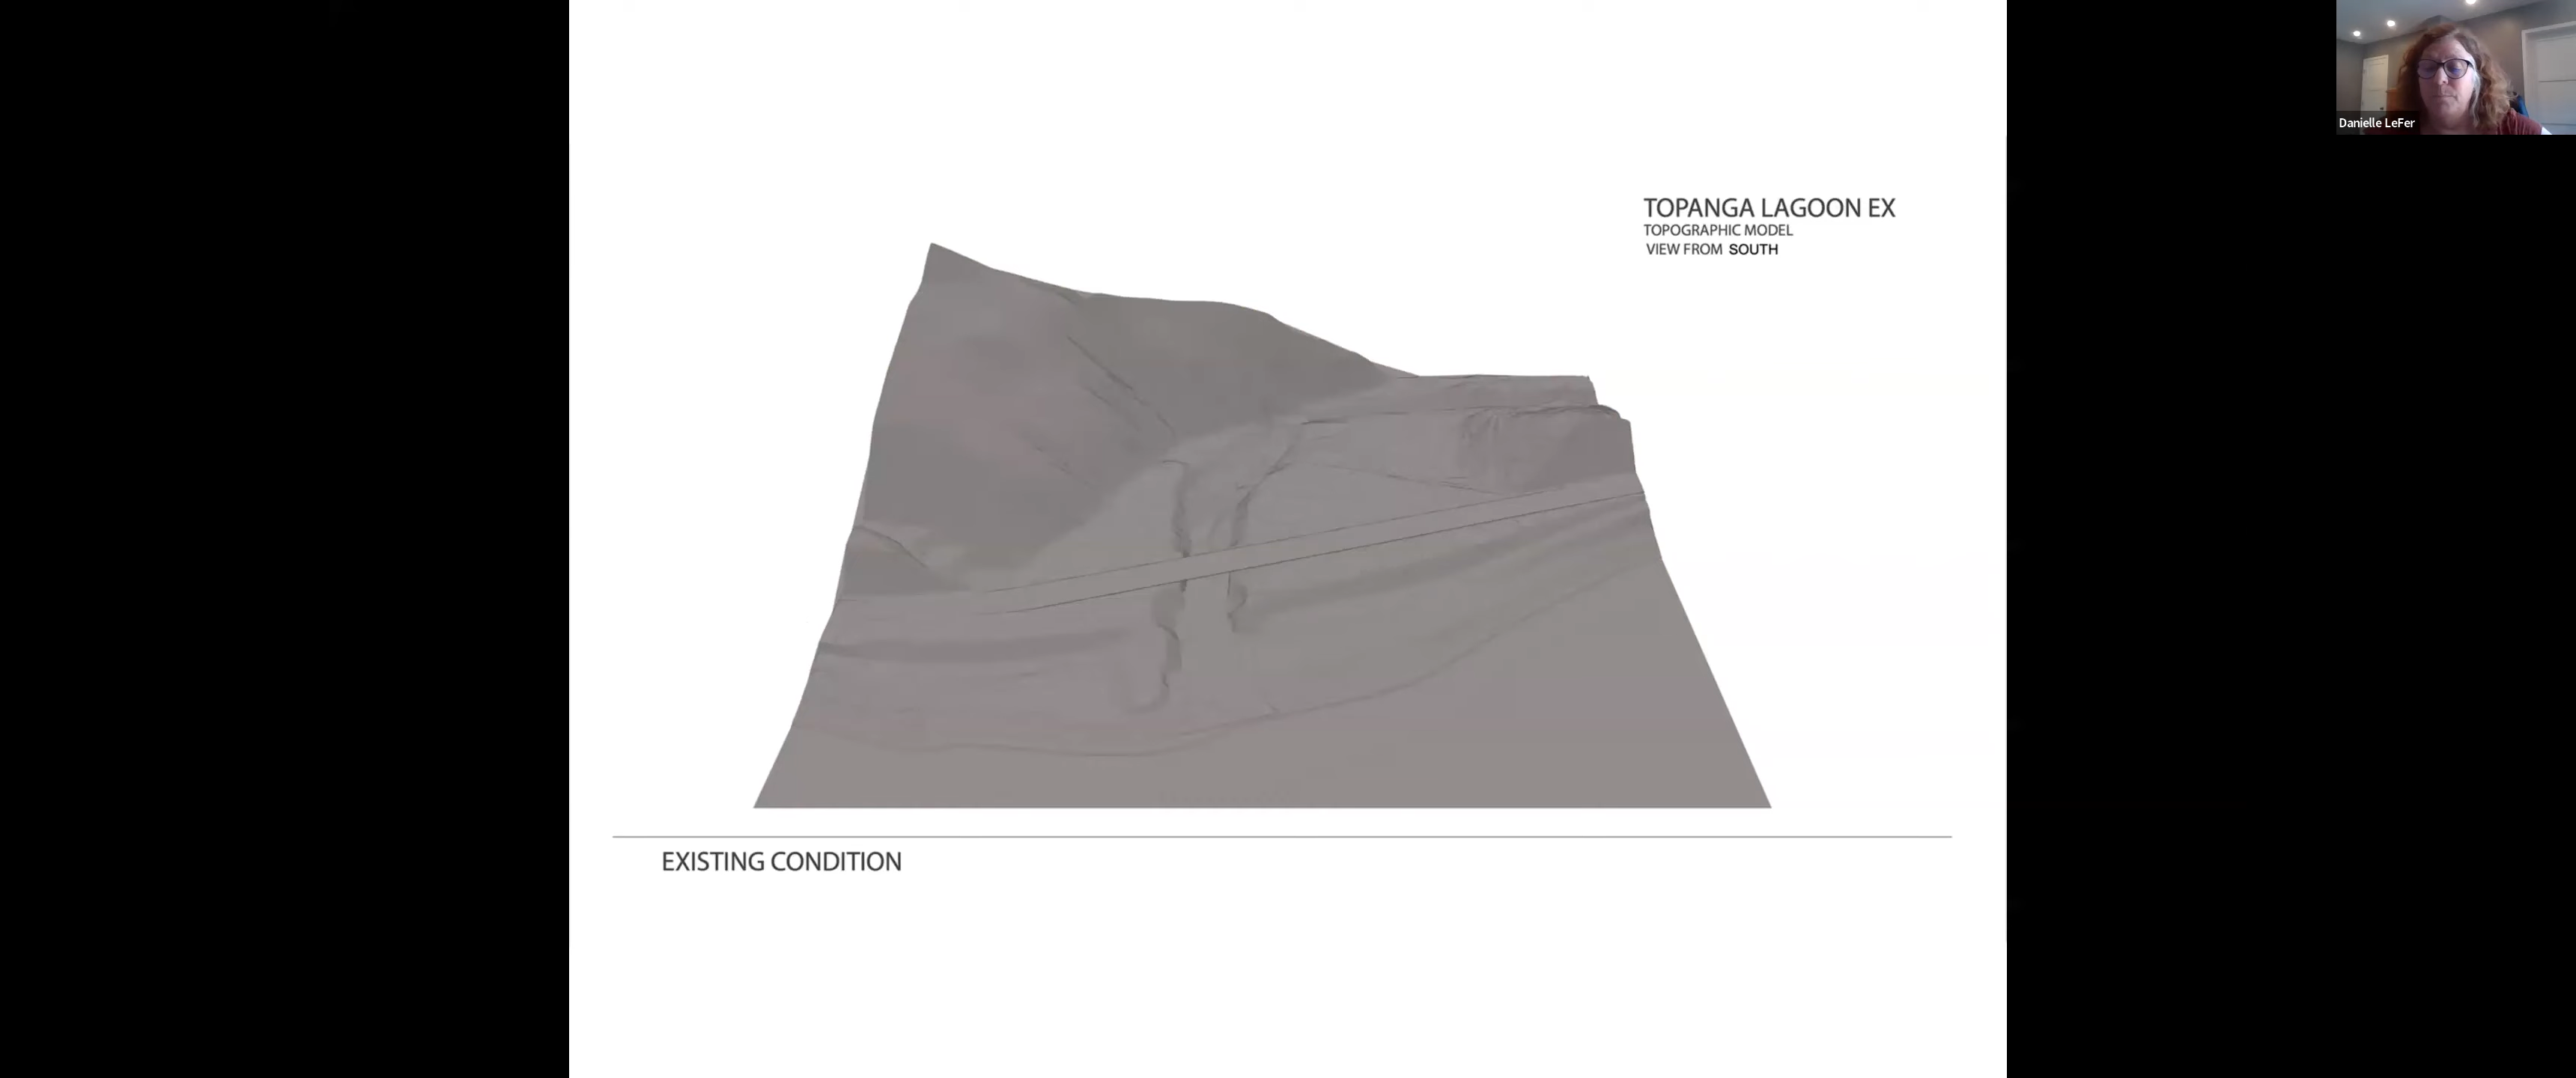 Danielle LeFer
TOPANGA LAGOON EX
TOPOGRAPHIC MODEL
VIEW FROM SOUTH
EXISTING CONDITION